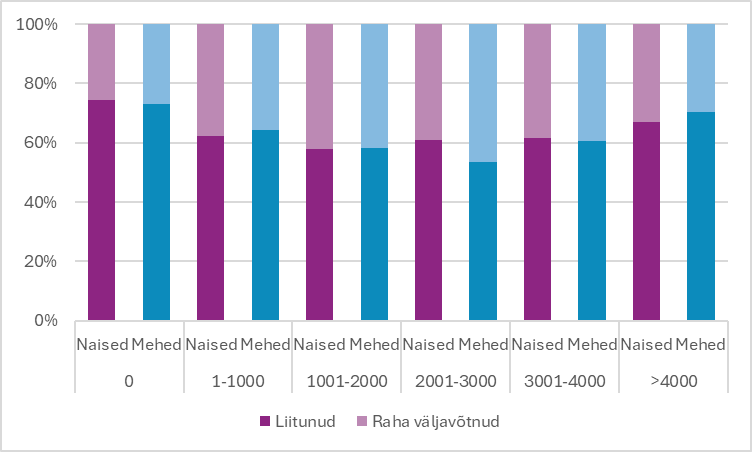 100%
80%
60%
40%
20%
0%
Naised Mehed Naised Mehed Naised Mehed Naised Mehed Naised Mehed Naised Mehed
0 1-1000 1001-2000 2001-3000 3001-4000 >4000
Liitunud Raha väljavõtnud